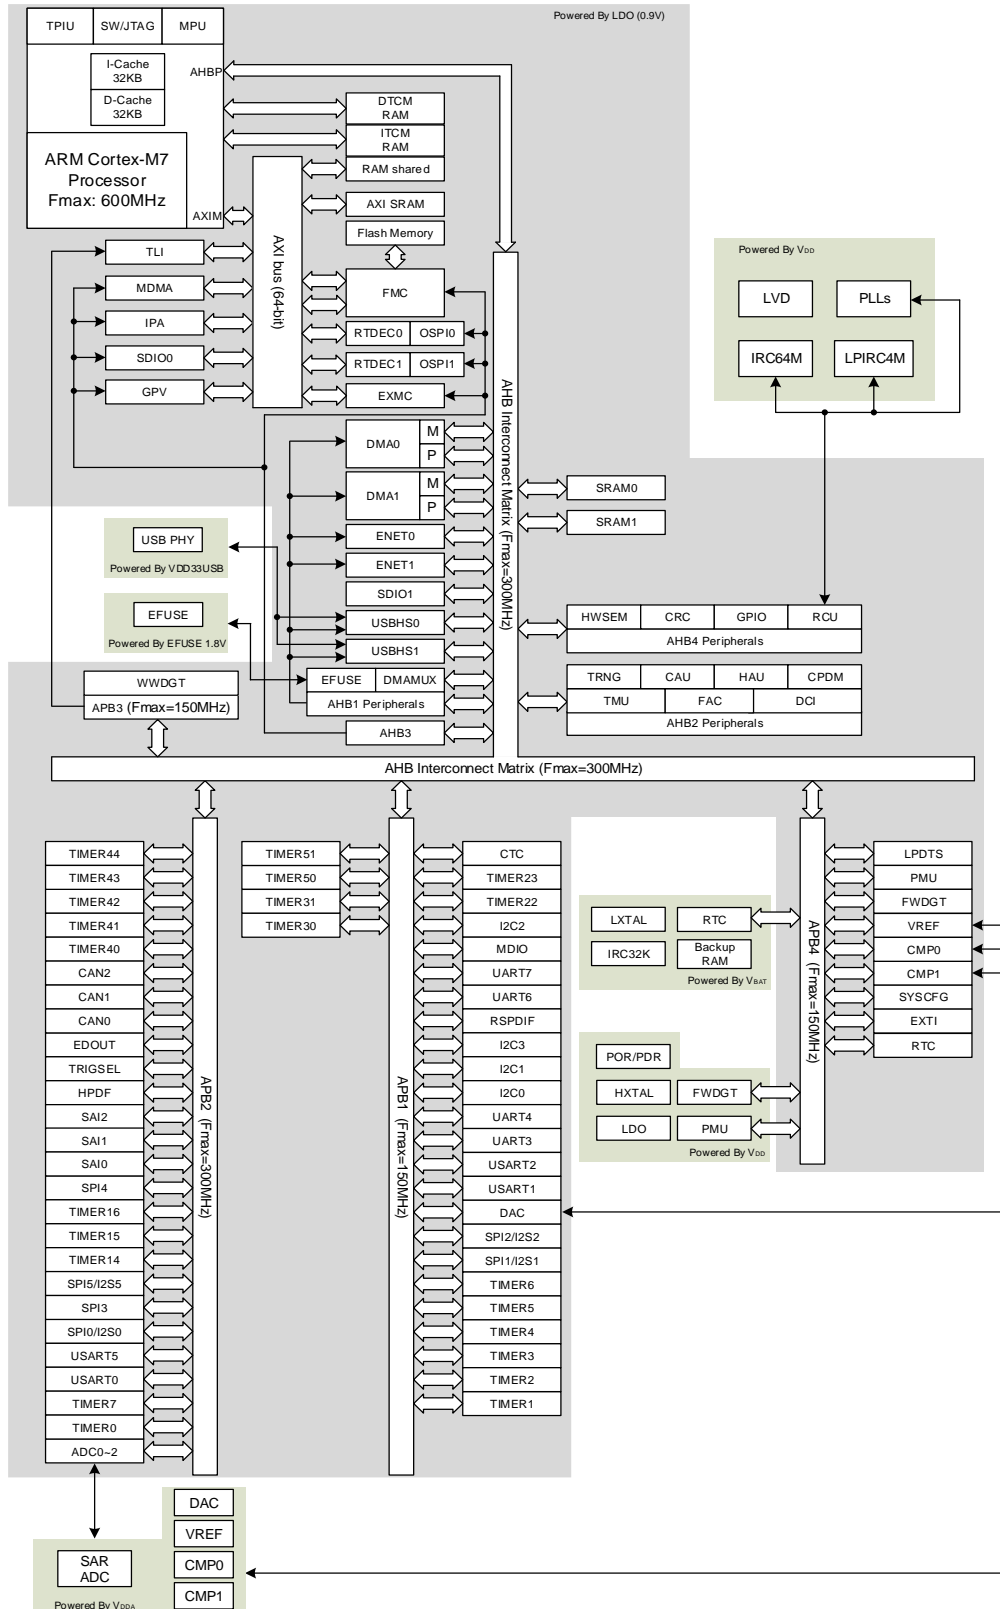 Powered By LDO (0.9V)
TPIU
SW/JTAG
MPU
I-Cache
32KB
D-Cache
32KB
AHBP
ARM Cortex-M7
Processor
Fmax: 600MHz
AXIM
DTCM
RAM
ITCM
RAM
RAM shared
AXI SRAM
Flash Memory
FMC
RTDEC0
OSPI0
RTDEC1
OSPI1
EXMC
AXI bus (64-bit)
TLI
MDMA
IPA
SDIO0
GPV
DMA0
M
P
DMA1
M
P
ENET0
ENET1
SDIO1
USBHS0
USBHS1
EFUSE
DMAMUX
AHB1 Peripherals
AHB3
AHB Interconnect Matrix (Fmax=300MHz)
Powered By VDD
LVD
PLLs
IRC64M
LPIRC4M
SRAM0
SRAM1
HWSEM
CRC
GPIO
RCU
AHB4 Peripherals
TRNG
CAU
HAU
CPDM
TMU
FAC
DCI
AHB2 Peripherals
USB PHY
Powered By VDD33USB
EFUSE
Powered By EFUSE 1.8V
WWDGT
APB3 (Fmax=150MHz)
AHB Interconnect Matrix (Fmax=300MHz)
TIMER44
TIMER43
TIMER42
TIMER41
TIMER40
CAN2
CAN1
CAN0
EDOUT
TRIGSEL
HPDF
SAI2
SAI1
SAI0
SPI4
TIMER16
TIMER15
TIMER14
SPI5/I2S5
SPI3
SPI0/I2S0
USART5
USART0
TIMER7
TIMER0
ADC0~2
APB2 (Fmax=300MHz)
TIMER51
TIMER50
TIMER31
TIMER30
APB1 (Fmax=150MHz)
CTC
TIMER23
TIMER22
I2C2
MDIO
UART7
UART6
RSPDIF
I2C3
I2C1
I2C0
UART4
UART3
USART2
USART1
DAC
SPI2/I2S2
SPI1/I2S1
TIMER6
TIMER5
TIMER4
TIMER3
TIMER2
TIMER1
LXTAL
RTC
IRC32K
Backup
RAM
Powered By VBAT
POR/PDR
HXTAL
FWDGT
LDO
PMU
Powered By VDD
APB4 (Fmax=150MHz)
LPDTS
PMU
FWDGT
VREF
CMP0
CMP1
SYSCFG
EXTI
RTC
DAC
VREF
CMP0
CMP1
SAR
ADC
Powered By VDDA